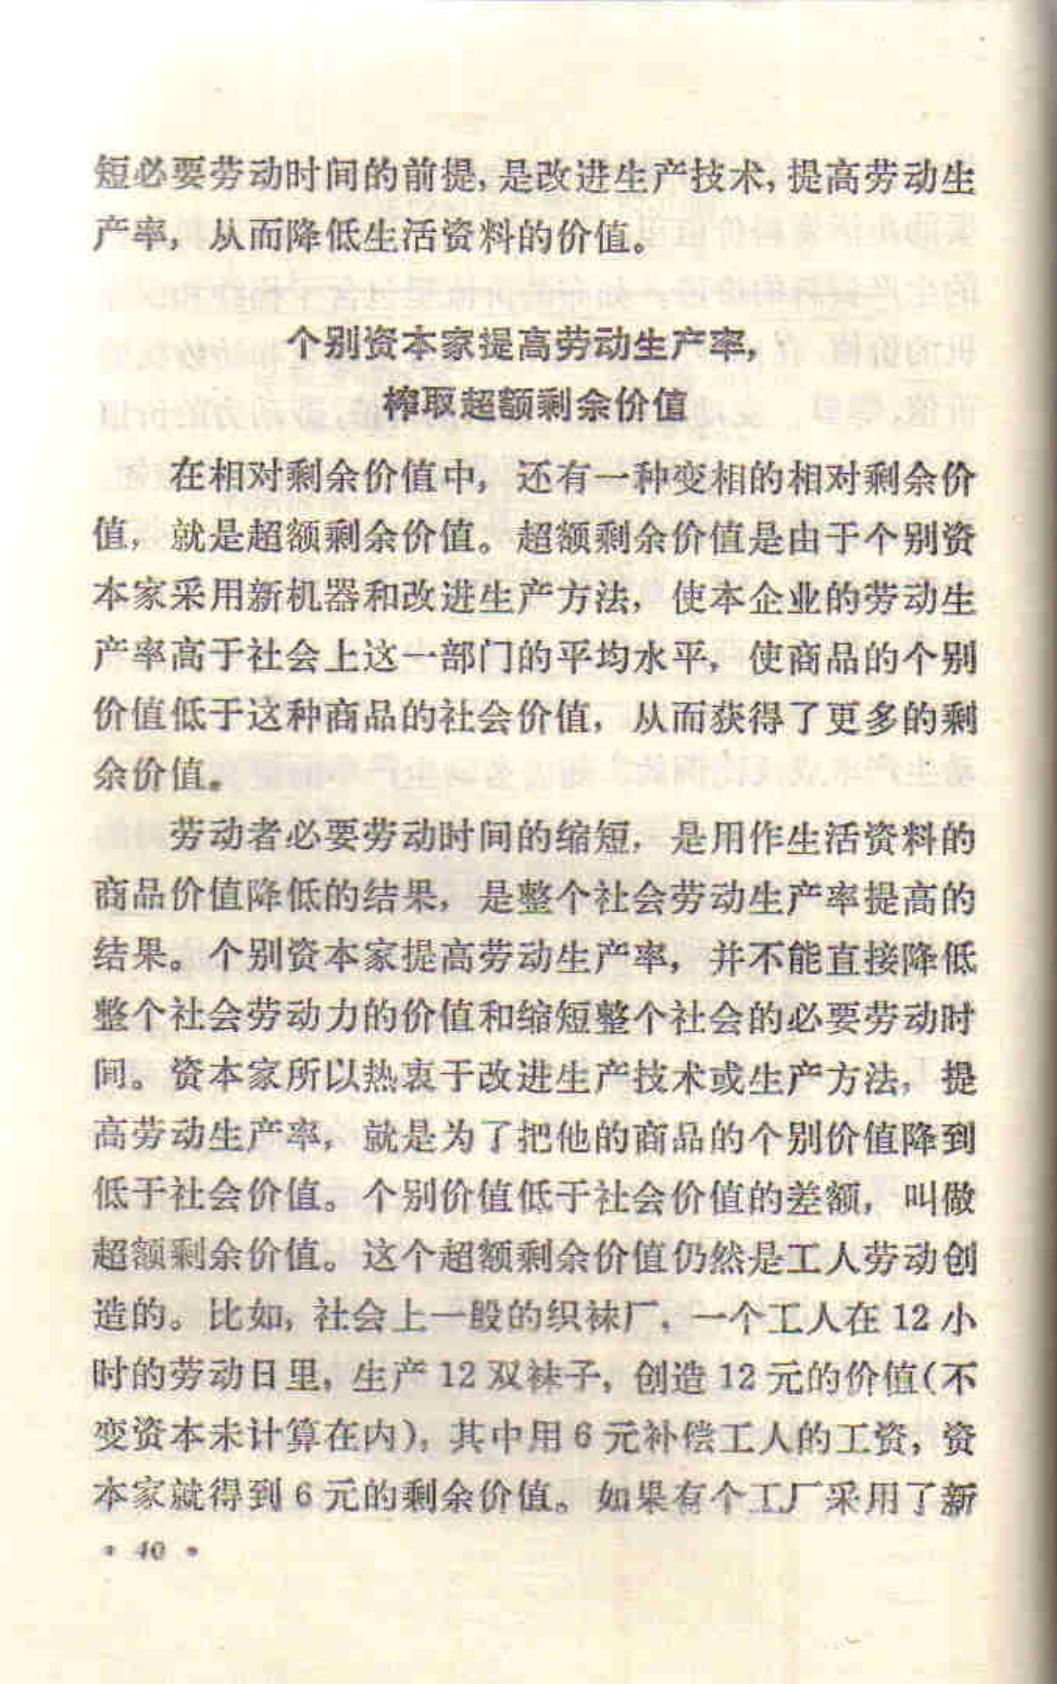 短必要劳动时间的前提,是改进生产技术,提高劳动生
产率，从而降低生活资料的价值。
个别资本家提高劳动生产率,
榨取超额剩余价值
在相对剩余价值中，还有一种变相的相对剩余价
值，就是超额剩余价值。超额剩余价值是由于个别资
本家采用新机器和改进生产方法，使本企业的劳动生
产率高于社会上这一部门的平均水平，使商品的个别
价值低于这种商品的社会价值，从而获得了更多的剩
余价值。
劳动者必要劳动时间的缩短，是用作生活资料的
商品价值降低的结果，是整个社会劳动生产率提高的
结果。个别资本家提高劳动生产率，并不能直接降低
整个社会劳动力的价值和缩短整个社会的必要劳动时
间。资本家所以热衷于改进生产技术或生产方法，提
高劳动生产率，就是为了把他的商品的个别价值降到
低于社会价值。个别价值低于社会价值的差额，叫做
超额剩余价值。这个超额剩余价值仍然是工人劳动创
造的。比如,社会上一般的织袜厂，一个工人在12小
时的劳动日里,生产12双袜子,创造12元的价值(不
变资本未计算在内),其中用6元补偿工人的工资,资
本家就得到6元的剩余价值。如果有个工厂采用了新
• 40 •